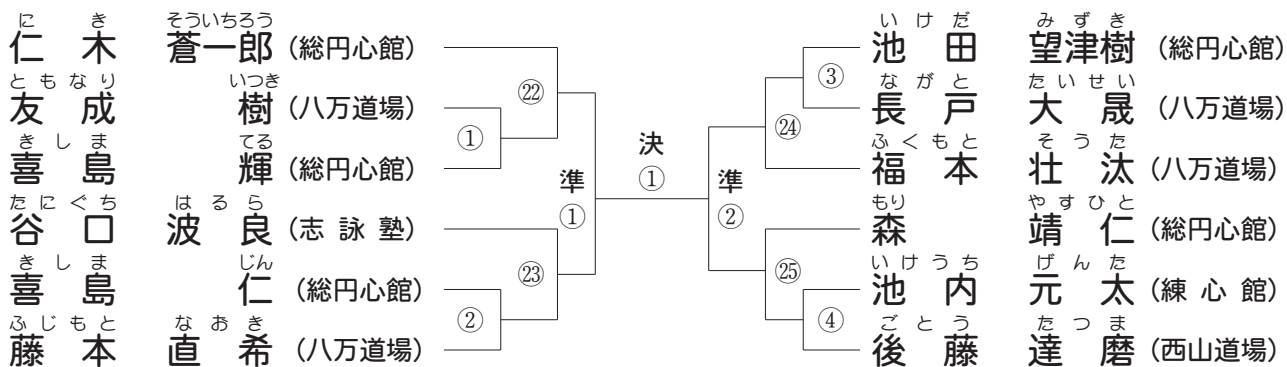 にき そういちろう
仁木 蒼一郎 (総円心館)
ともなり いつき
友成 樹 (八万道場)
きしま てる
喜島 輝 (総円心館)
たにぐち はるら
谷口 波良 (志詠塾)
きしま じん
喜島 仁 (総円心館)
ふじもと なおき
藤本 直希 (八万道場)
㉒
①
㉓
②
準
①
決
①
準
②
③
㉔
㉕
④
いけだ みずき
池田 望津樹 (総円心館)
ながと たいせい
長戸 大晟 (八万道場)
ふくもと そうた
福本 壮汰 (八万道場)
もり やすひと
森 靖仁 (総円心館)
いけうち げんた
池内 元太 (練心館)
ごとう たつま
後藤 達磨 (西山道場)